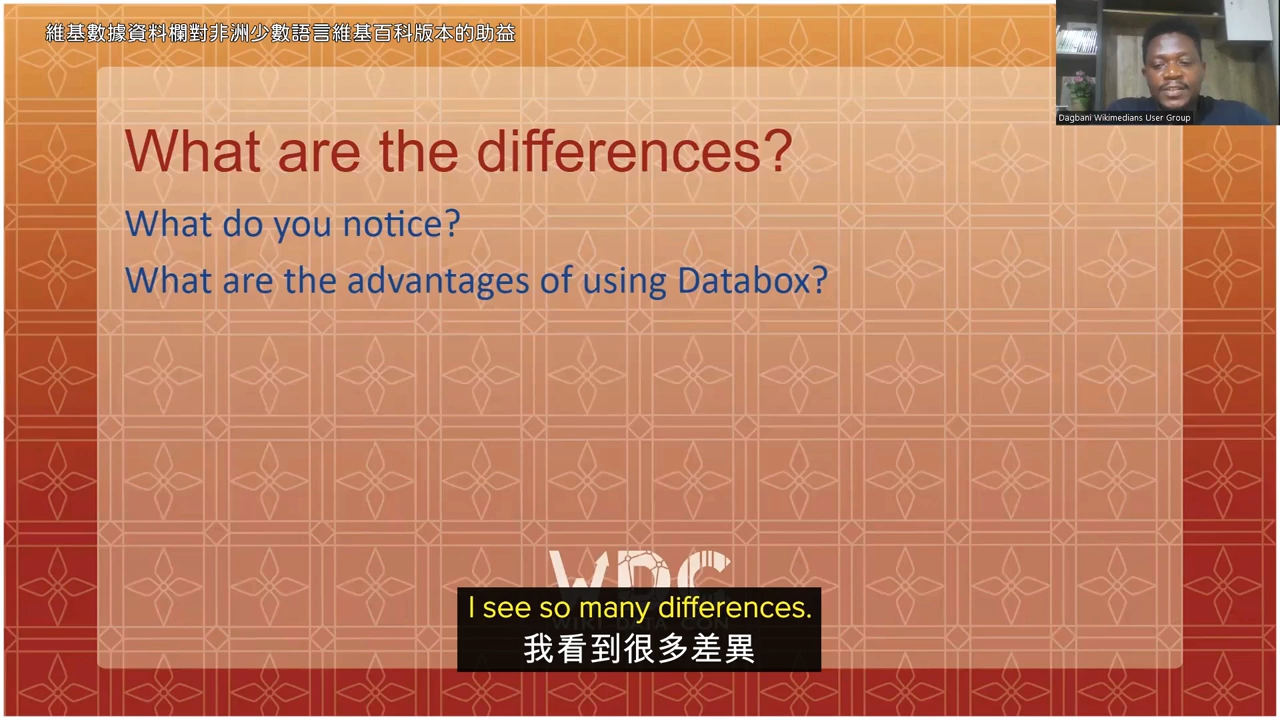 維基數據資料欄對非洲少數語言維基百科版本的助益
Dagbani Wikimedians User Group
What are the differences?
What do you notice?
What are the advantages of using Databox?
WDC
I see so many differences.
我看到很多差異